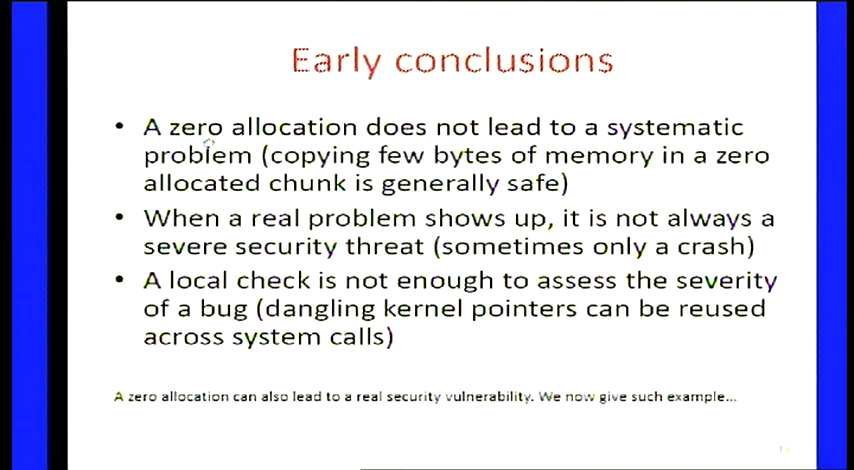 Early conclusions
• A zero allocation does not lead to a systematic
problem (copying few bytes of memory in a zero
allocated chunk is generally safe)
• When a real problem shows up, it is not always a
severe security threat (sometimes only a crash)
• A local check is not enough to assess the severity
of a bug (dangling kernel pointers can be reused
across system calls)
A zero allocation can also lead to a real security vulnerability. We now give such example...